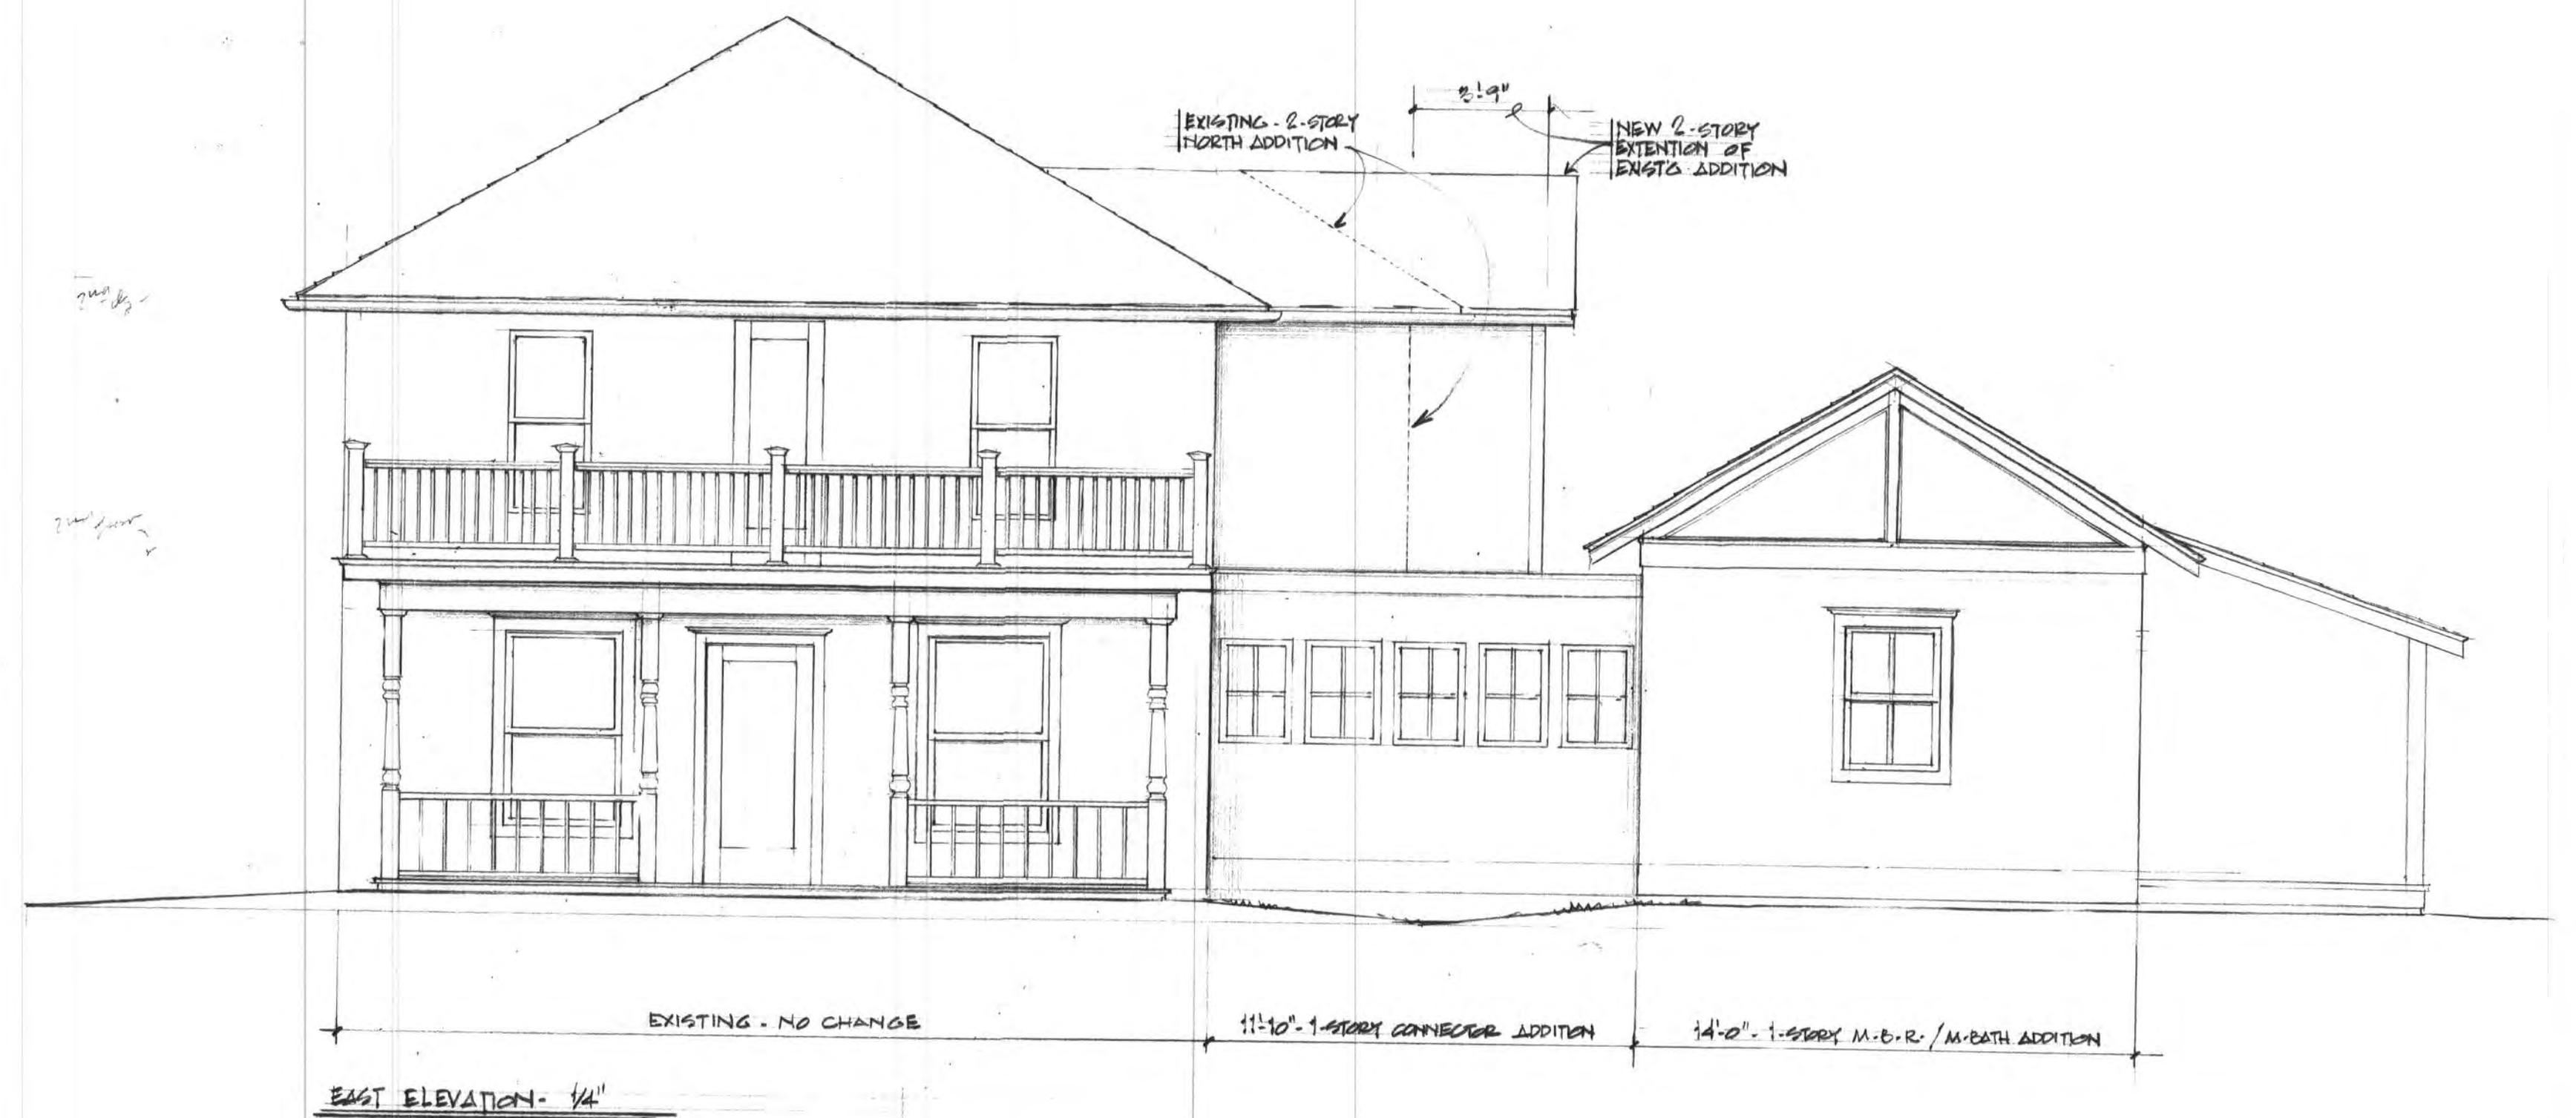 3'-9"
EXISTING - 2-STORY
NORTH ADDITION
NEW 2-STORY
EXTENTION OF
EXIST'G ADDITION
EXISTING - NO CHANGE
11'-10" - 1-STORY CONNECTOR ADDITION
14'-0" - 1-STORY M.B.R. / M.BATH ADDITION
EAST ELEVATION - 1/4"